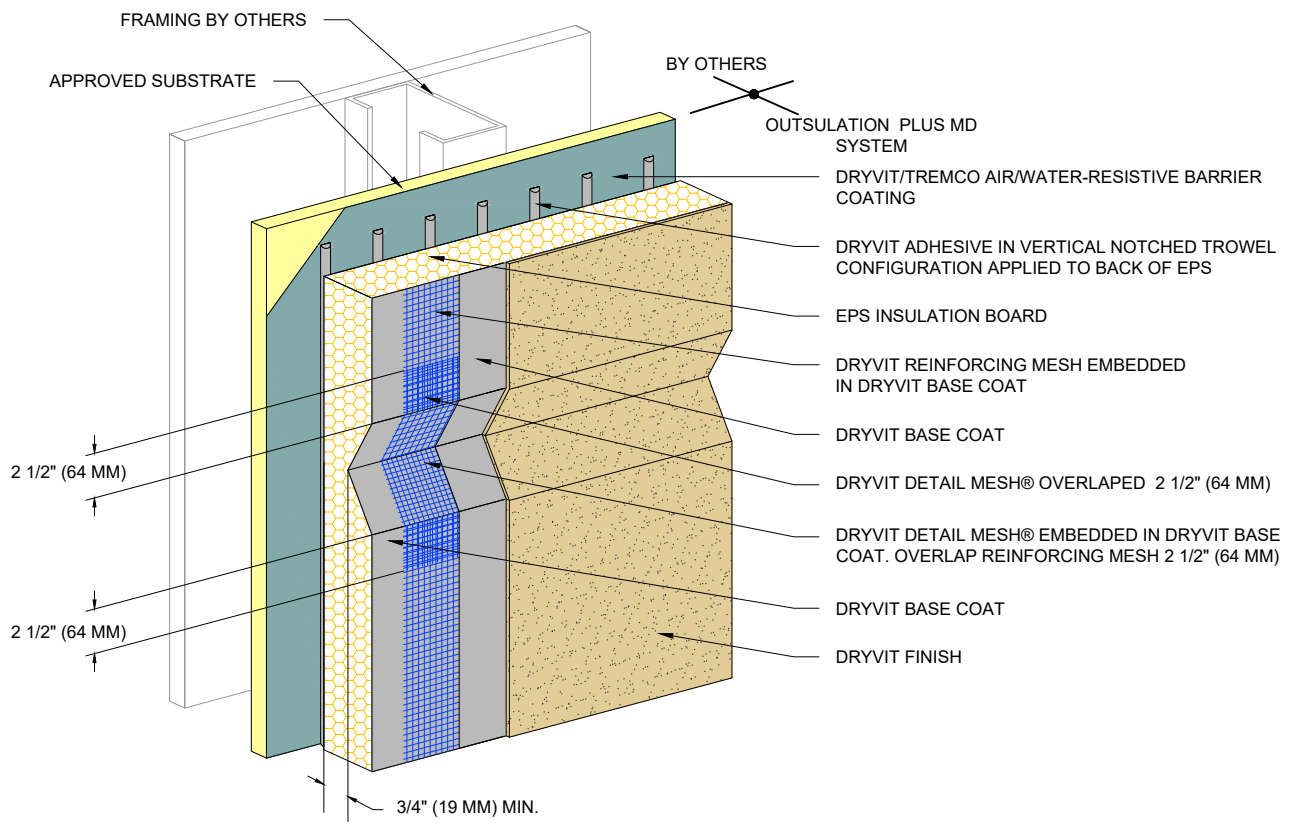 FRAMING BY OTHERS
APPROVED SUBSTRATE
BY OTHERS
OUTSULATION PLUS MD
SYSTEM
DRYVIT/TREMCO AIR/WATER-RESISTIVE BARRIER
COATING
DRYVIT ADHESIVE IN VERTICAL NOTCHED TROWEL
CONFIGURATION APPLIED TO BACK OF EPS
EPS INSULATION BOARD
DRYVIT REINFORCING MESH EMBEDDED
IN DRYVIT BASE COAT
DRYVIT BASE COAT
2 1/2" (64 MM)
DRYVIT DETAIL MESH® OVERLAPED 2 1/2" (64 MM)
DRYVIT DETAIL MESH® EMBEDDED IN DRYVIT BASE
COAT. OVERLAP REINFORCING MESH 2 1/2" (64 MM)
DRYVIT BASE COAT
2 1/2" (64 MM)
DRYVIT FINISH
3/4" (19 MM) MIN.